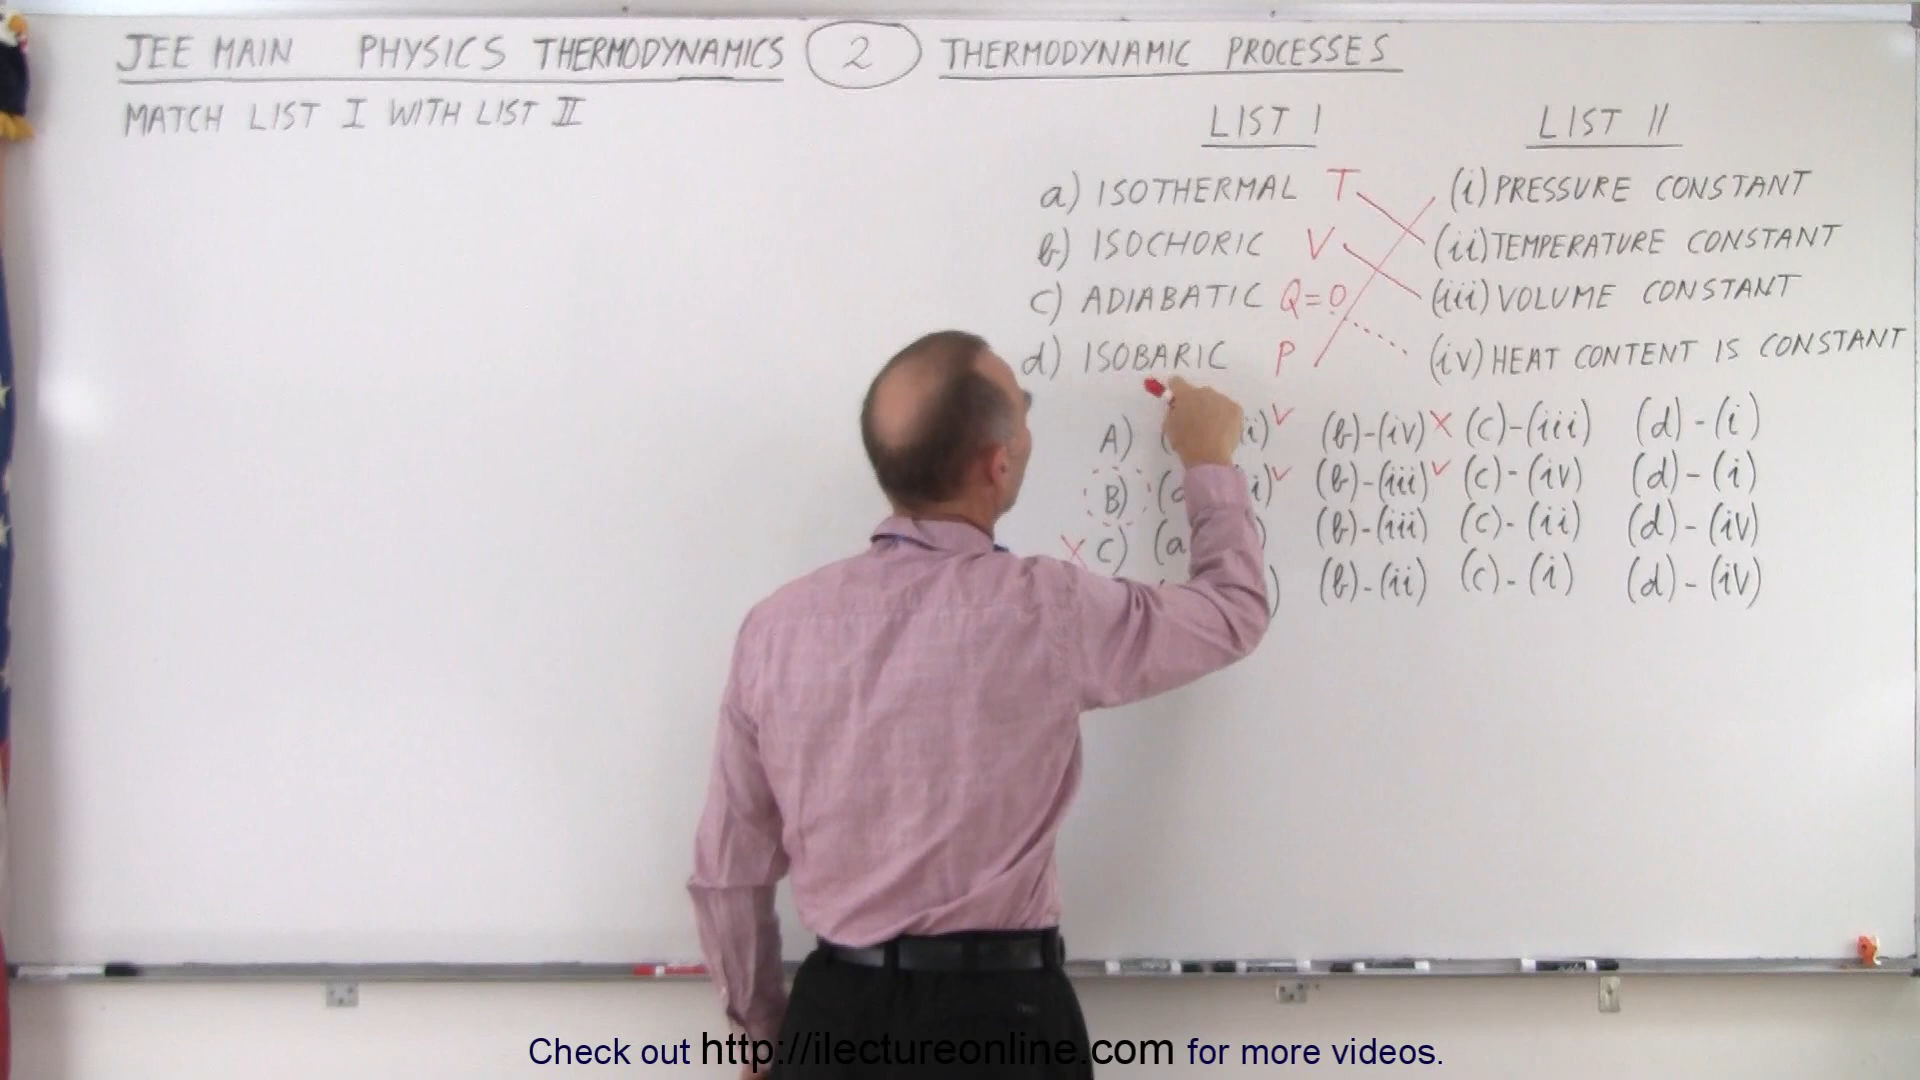 JEE MAIN PHYSICS THERMODYNAMICS 2 THERMODYNAMIC PROCESSES
MATCH LIST I WITH LIST II
LIST I LIST II
a) ISOTHERMAL T (i) PRESSURE CONSTANT
b) ISOCHORIC V (ii) TEMPERATURE CONSTANT
c) ADIABATIC Q=0 (iii) VOLUME CONSTANT
d) ISOBARIC P (iv) HEAT CONTENT IS CONSTANT
A) (b)-(iv) X (c)-(iii) (d)-(i)
B) (b)-(iii) (c)-(iv) (d)-(i)
X C) (a (b)-(iii) (c)-(ii) (d)-(iv)
(b)-(ii) (c)-(i) (d)-(iv)
Check out http://ilectureonline.com for more videos.